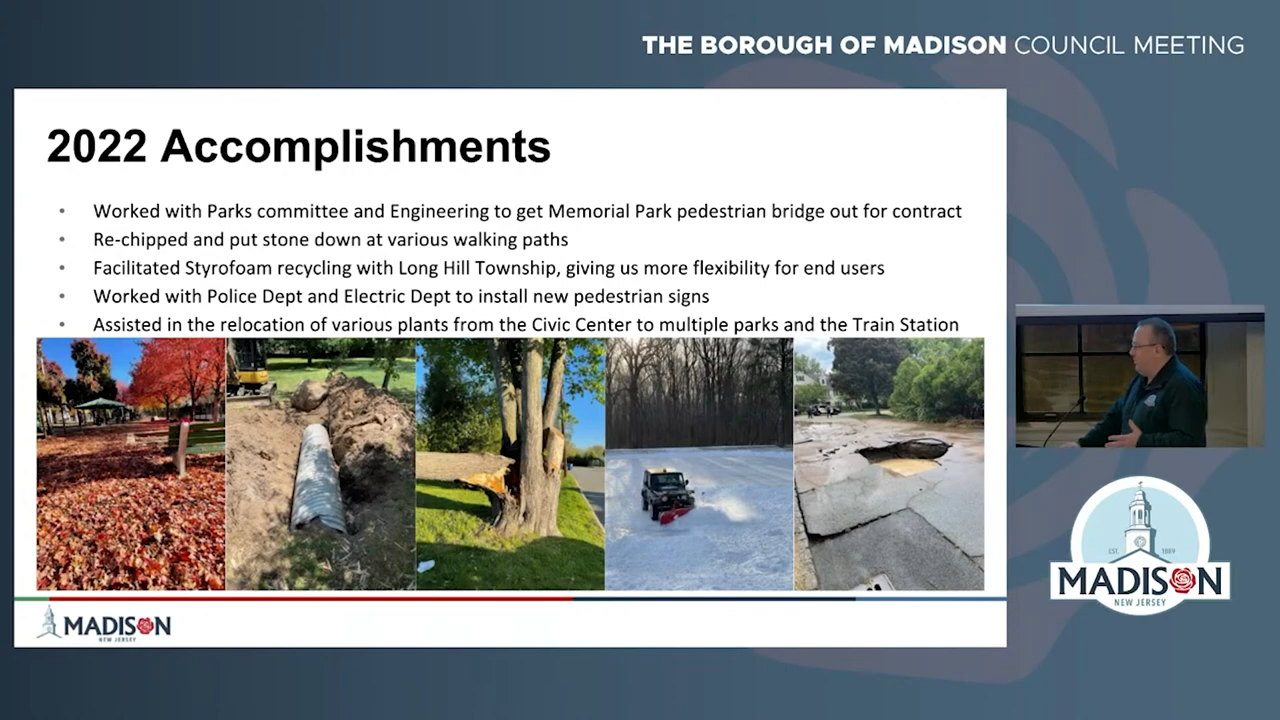 THE BOROUGH OF MADISON COUNCIL MEETING
2022 Accomplishments
• Worked with Parks committee and Engineering to get Memorial Park pedestrian bridge out for contract
• Re-chipped and put stone down at various walking paths
• Facilitated Styrofoam recycling with Long Hill Township, giving us more flexibility for end users
• Worked with Police Dept and Electric Dept to install new pedestrian signs
• Assisted in the relocation of various plants from the Civic Center to multiple parks and the Train Station
MADISON
NEW JERSEY
EST. 1889
MADISON
NEW JERSEY